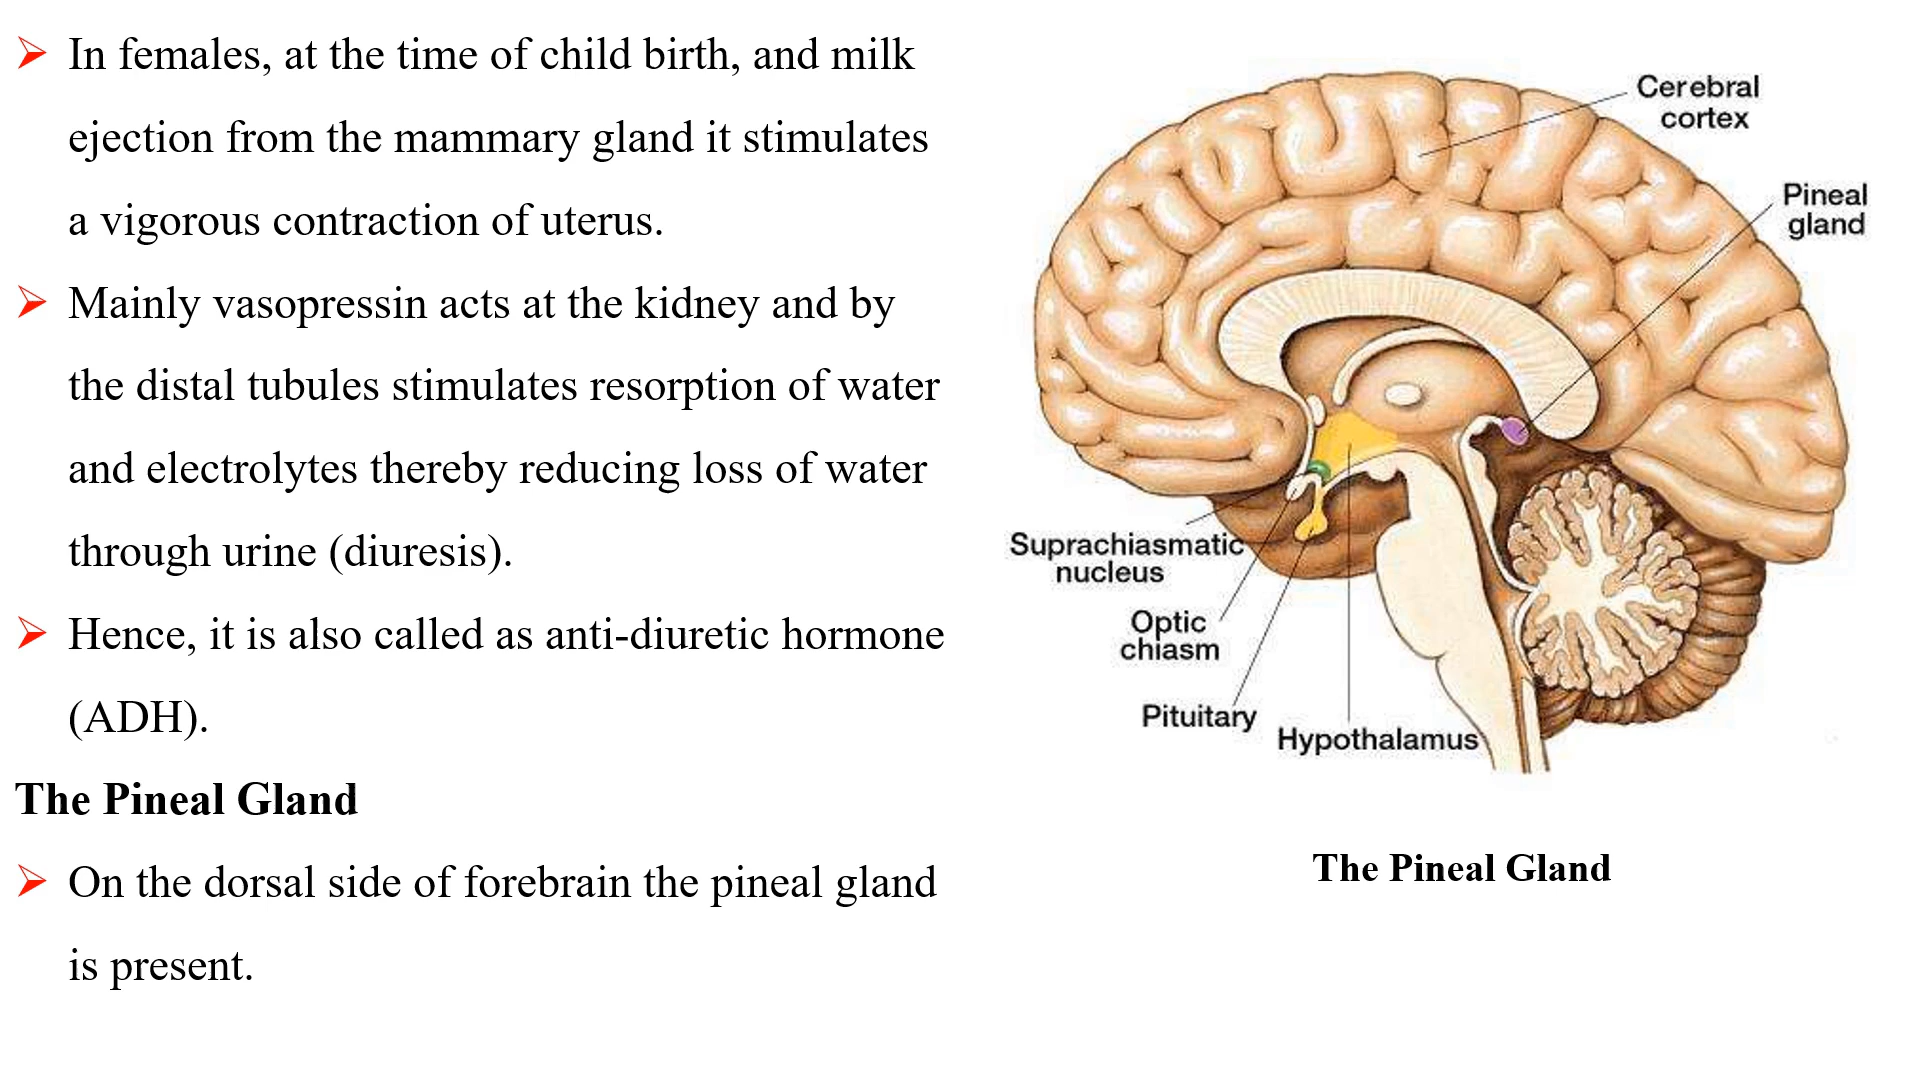 In females, at the time of child birth, and milk
ejection from the mammary gland it stimulates
a vigorous contraction of uterus.
Mainly vasopressin acts at the kidney and by
the distal tubules stimulates resorption of water
and electrolytes thereby reducing loss of water
through urine (diuresis).
Hence, it is also called as anti-diuretic hormone
(ADH).
The Pineal Gland
On the dorsal side of forebrain the pineal gland
is present.
Cerebral
cortex
Pineal
gland
Suprachiasmatic
nucleus
Optic
chiasm
Pituitary
Hypothalamus
The Pineal Gland